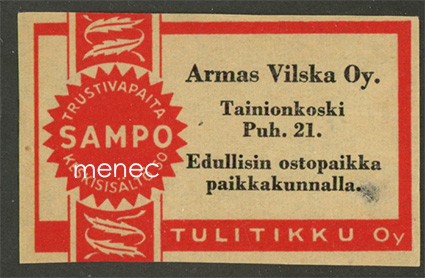 TRUSTIVAPAITA
SAMPO
menec
Armas Vilska Oy.
Tainionkoski
Puh. 21.
Edullisin ostopaikka
paikkakunnalla.
TULITIKKU Oy